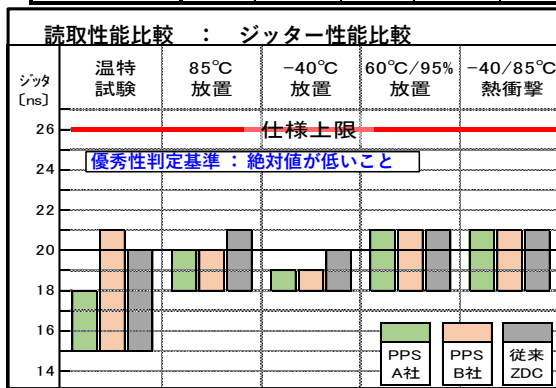 読取性能比較 ： ジッター性能比較
ジッタ
[ns]
温特
試験
85℃
放置
−40℃
放置
60℃/95%
放置
−40/85℃
熱衝撃
26
仕様上限
優秀性判定基準 ： 絶対値が低いこと
24
22
20
18
16
14
PPS
A社
PPS
B社
従来
ZDC